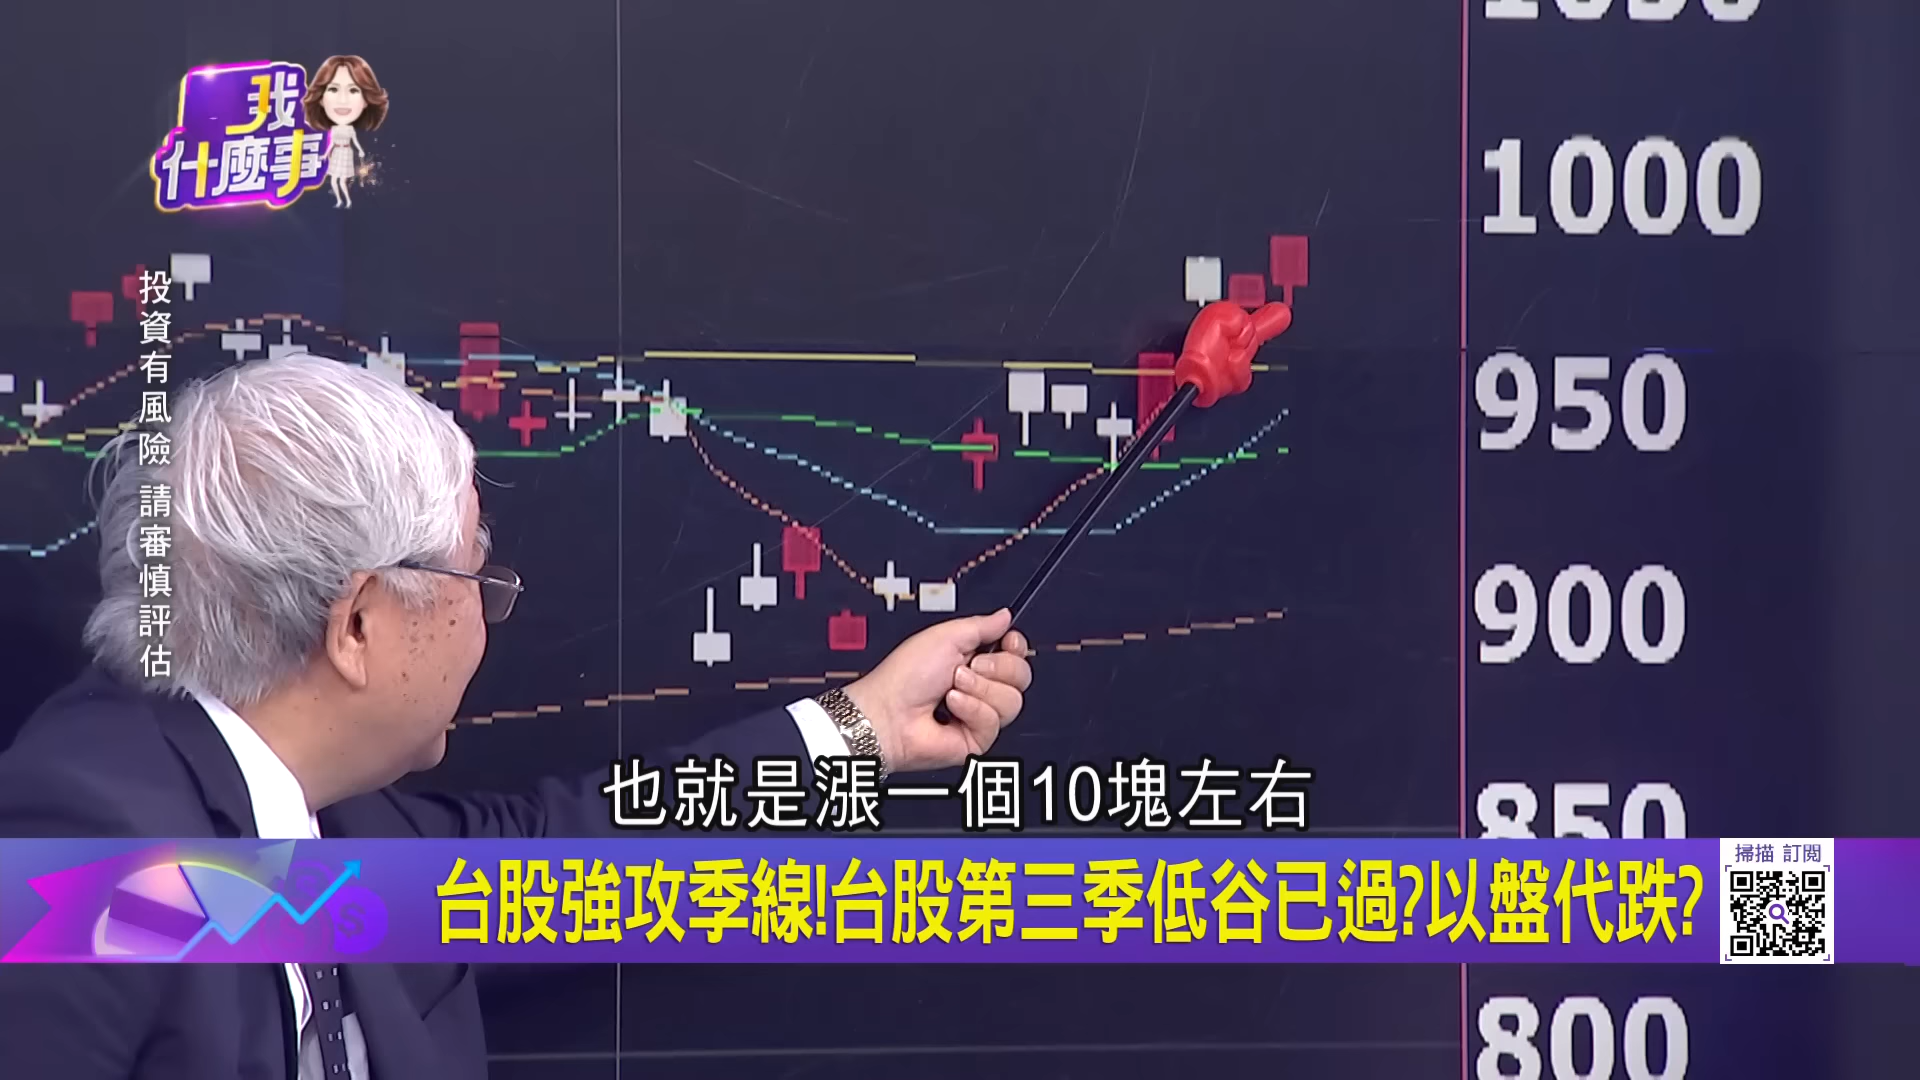 我
什麼事
投資有風險 請審慎評估
1050
1000
950
900
850
800
也就是漲一個10塊左右
台股強攻季線!台股第三季低谷已過?以盤代跌?
掃描 訂閱